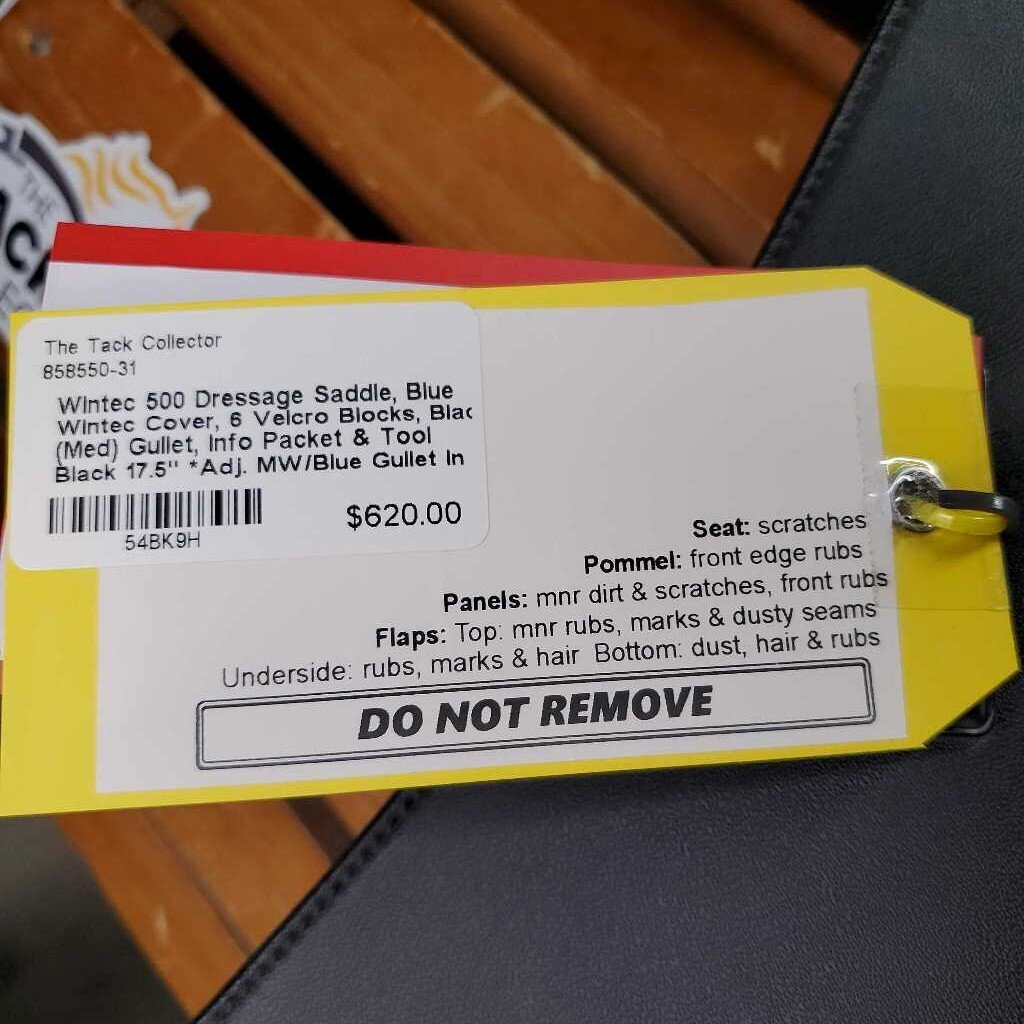 THE
The Tack Collector
858550-31
Wintec 500 Dressage Saddle, Blue
Wintec Cover, 6 Velcro Blocks, Blac
(Med) Gullet, Info Packet & Tool
Black 17.5" *Adj. MW/Blue Gullet In
$620.00
54BK9H
Seat: scratches
Pommel: front edge rubs
Panels: mnr dirt & scratches, front rubs
Flaps: Top: mnr rubs, marks & dusty seams
Underside: rubs, marks & hair Bottom: dust, hair & rubs
DO NOT REMOVE